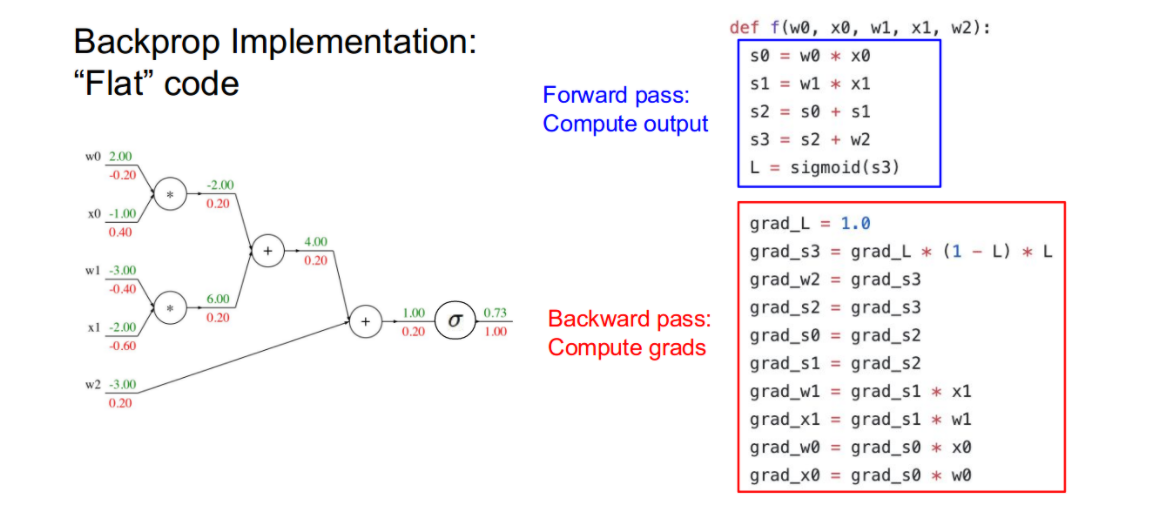 Backprop Implementation:
“Flat” code
Forward pass:
Compute output
def f(w0, x0, w1, x1, w2):
s0 = w0 * x0
s1 = w1 * x1
s2 = s0 + s1
s3 = s2 + w2
L = sigmoid(s3)
w0 2.00
-0.20
*
-2.00
0.20
x0 -1.00
0.40
+
4.00
0.20
w1 -3.00
-0.40
*
6.00
0.20
x1 -2.00
-0.60
+
1.00
0.20
σ
0.73
1.00
w2 -3.00
0.20
Backward pass:
Compute grads
grad_L = 1.0
grad_s3 = grad_L * (1 - L) * L
grad_w2 = grad_s3
grad_s2 = grad_s3
grad_s0 = grad_s2
grad_s1 = grad_s2
grad_w1 = grad_s1 * x1
grad_x1 = grad_s1 * w1
grad_w0 = grad_s0 * x0
grad_x0 = grad_s0 * w0